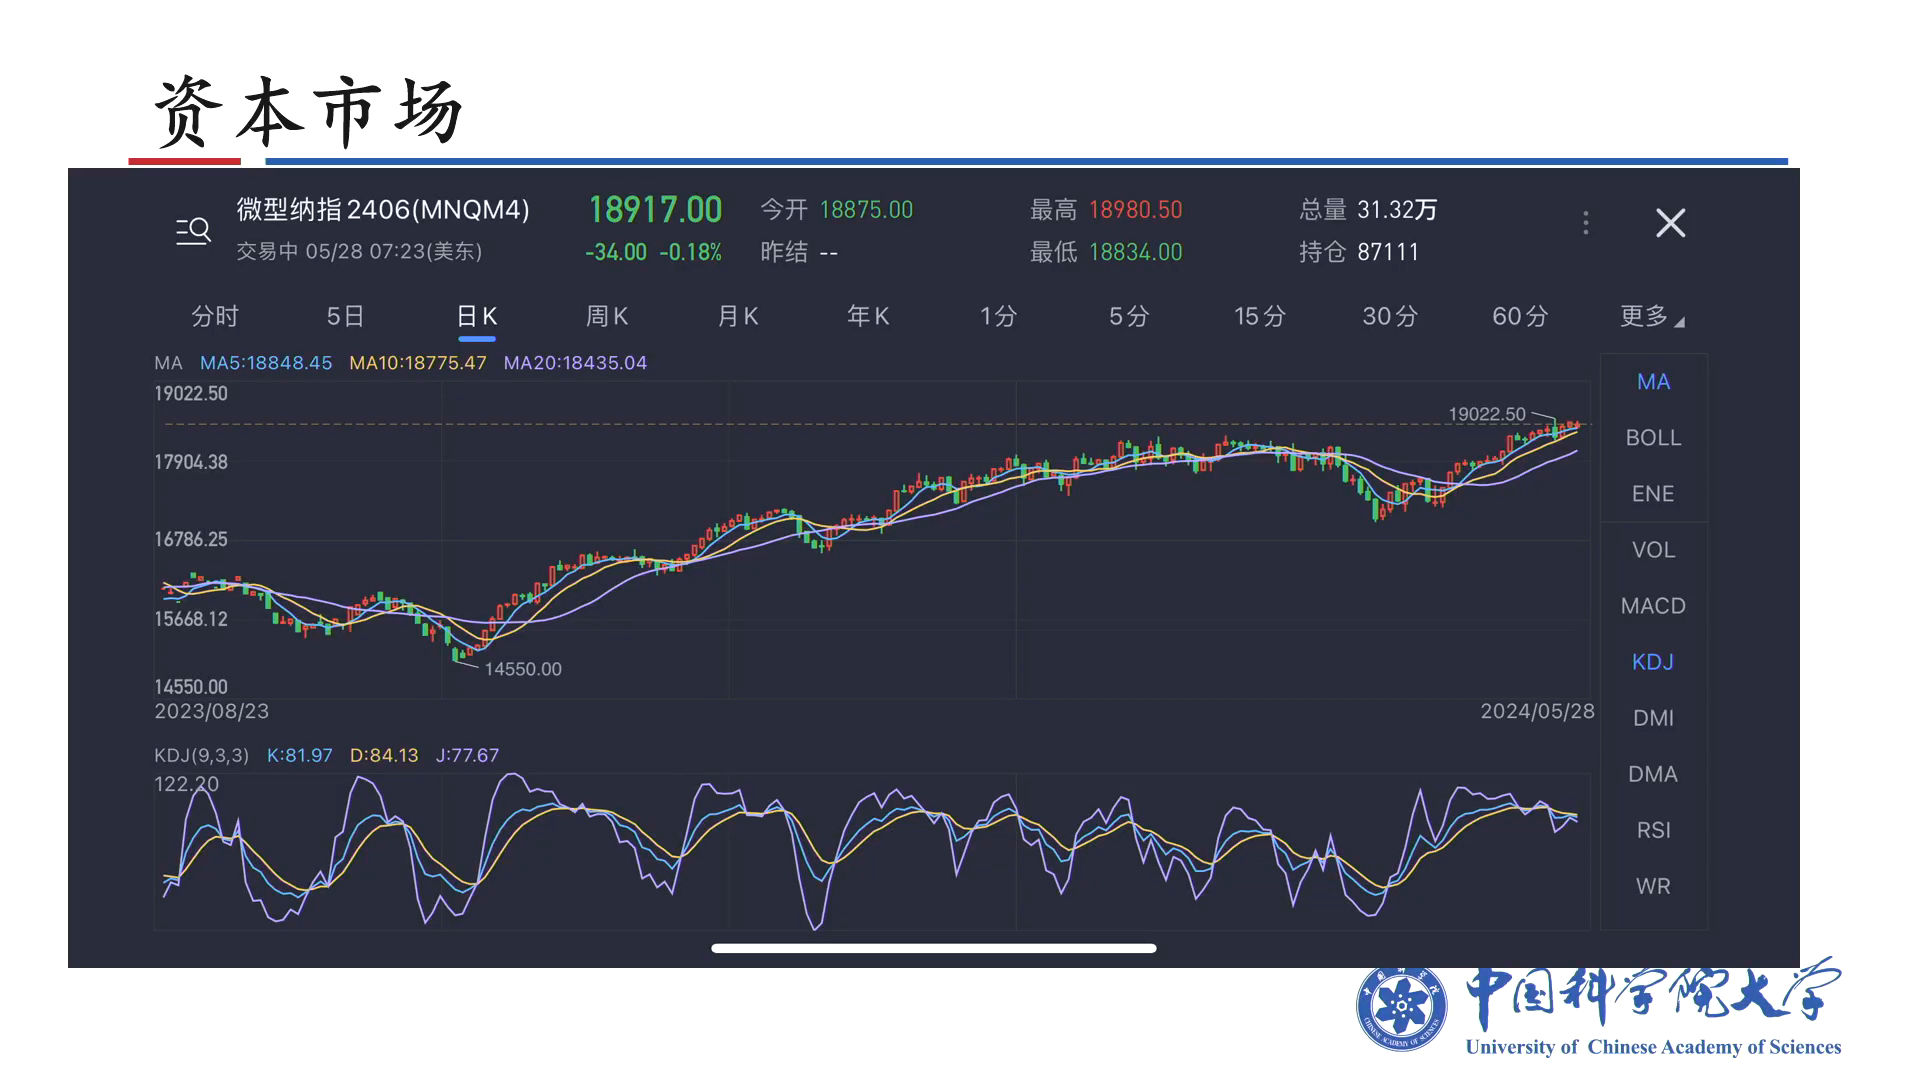 资本市场
微型纳指2406(MNQM4) 18917.00 今开 18875.00 最高 18980.50 总量 31.32万
交易中 05/28 07:23(美东) -34.00 -0.18% 昨结 -- 最低 18834.00 持仓 87111
分时 5日 日K 周K 月K 年K 1分 5分 15分 30分 60分 更多
MA MA5:18848.45 MA10:18775.47 MA20:18435.04
19022.50
19022.50
17904.38
16786.25
15668.12
14550.00
14550.00
2023/08/23 2024/05/28
KDJ(9,3,3) K:81.97 D:84.13 J:77.67
122.20
MA
BOLL
ENE
VOL
MACD
KDJ
DMI
DMA
RSI
WR
中国科学院大学
University of Chinese Academy of Sciences